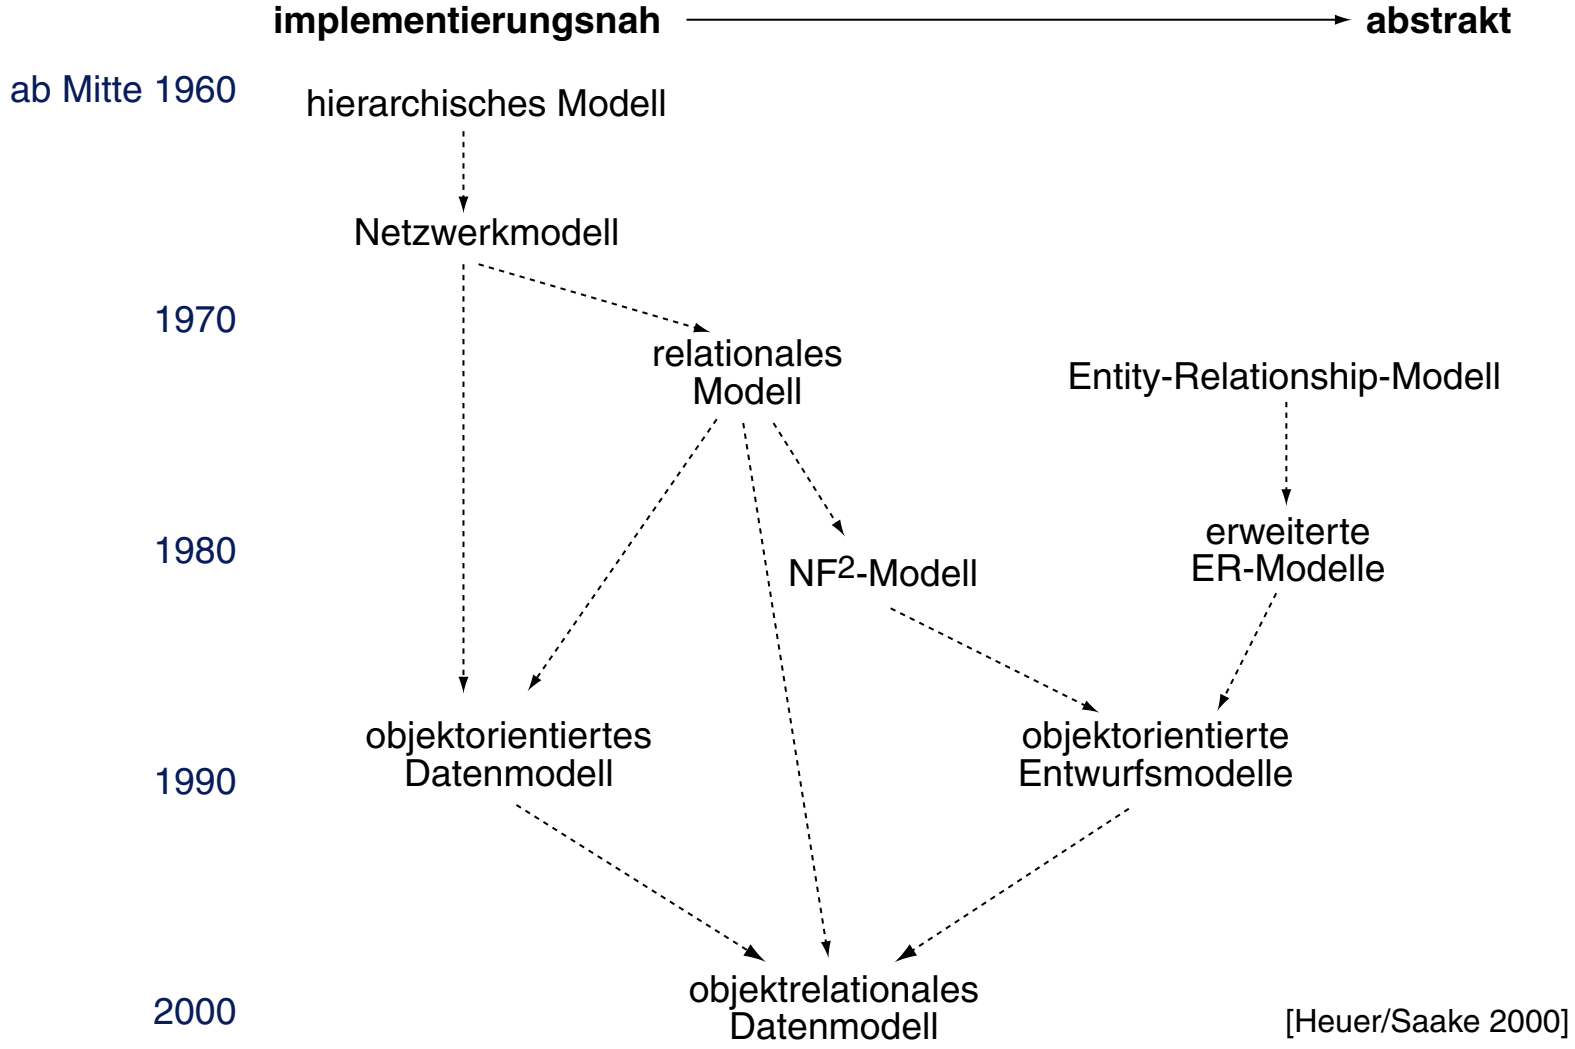 implementierungsnah abstrakt
ab Mitte 1960
hierarchisches Modell
Netzwerkmodell
1970
relationales
Modell
Entity-Relationship-Modell
1980
erweiterte
ER-Modelle
NF²-Modell
objektorientiertes
Datenmodell
objektorientierte
Entwurfsmodelle
1990
objektrelationales
Datenmodell
2000
[Heuer/Saake 2000]